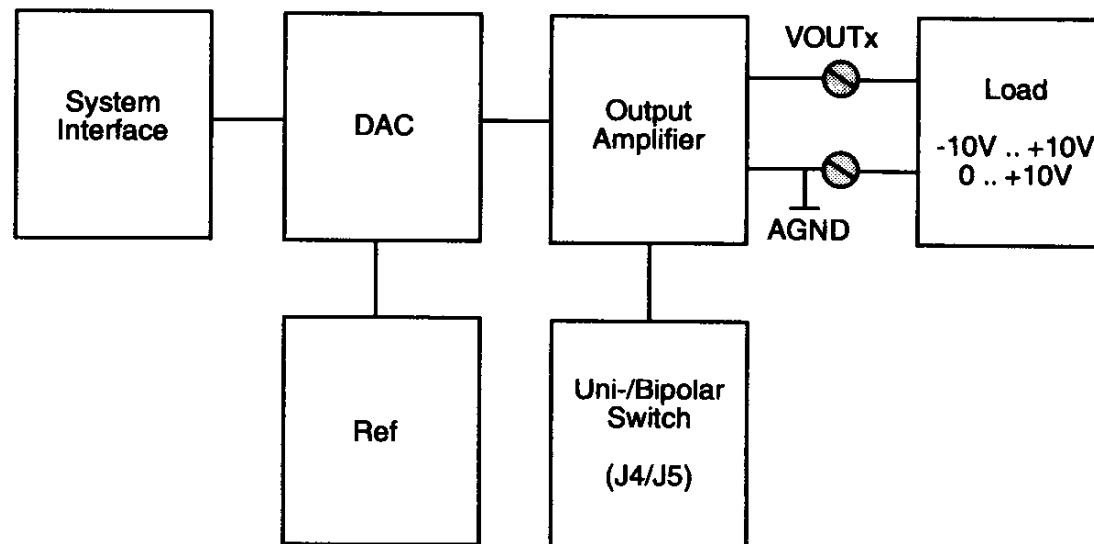 System
Interface
DAC
Output
Amplifier
VOUTx
AGND
Load
-10V .. +10V
0 .. +10V
Ref
Uni-/Bipolar
Switch
(J4/J5)